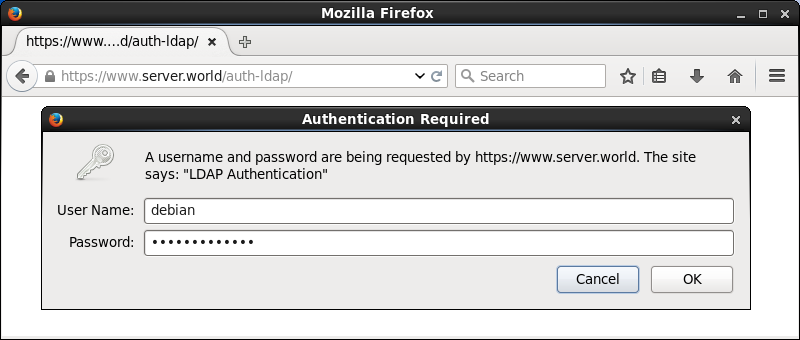 Mozilla Firefox
https://www....d/auth-ldap/
https://www.server.world/auth-ldap/
Search
Authentication Required
A username and password are being requested by https://www.server.world. The site
says: "LDAP Authentication"
User Name: debian
Password: •••••••••••••
Cancel OK